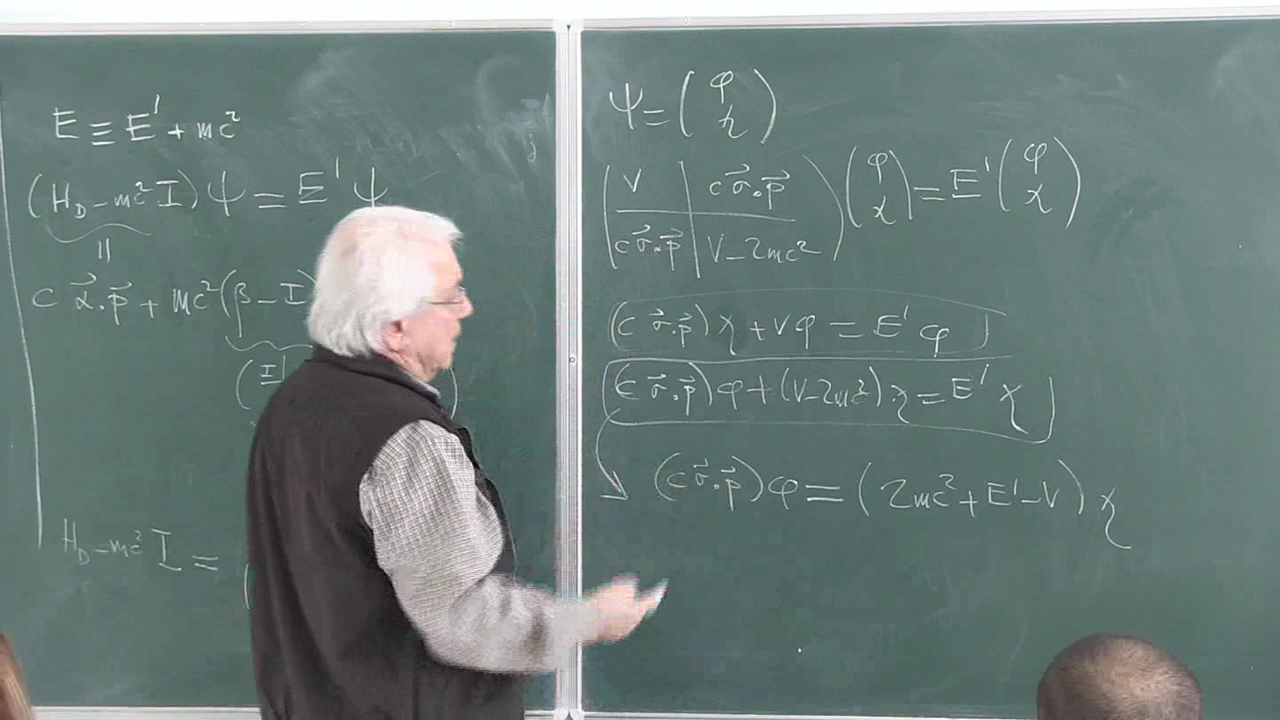 E ≡ E' + mc²
(H_D - mc² I) Ψ = E' Ψ
||
c α⃗.p⃗ + mc² (β - I)
H_D - mc² I =
Ψ = ( φ
χ )
( V | c σ⃗.p⃗
c σ⃗.p⃗ | V - 2mc² ) ( φ
χ ) = E' ( φ
χ )
(c σ⃗.p⃗) χ + V φ = E' φ
(c σ⃗.p⃗) φ + (V - 2mc²) χ = E' χ
(c σ⃗.p⃗) φ = (2mc² + E' - V) χ